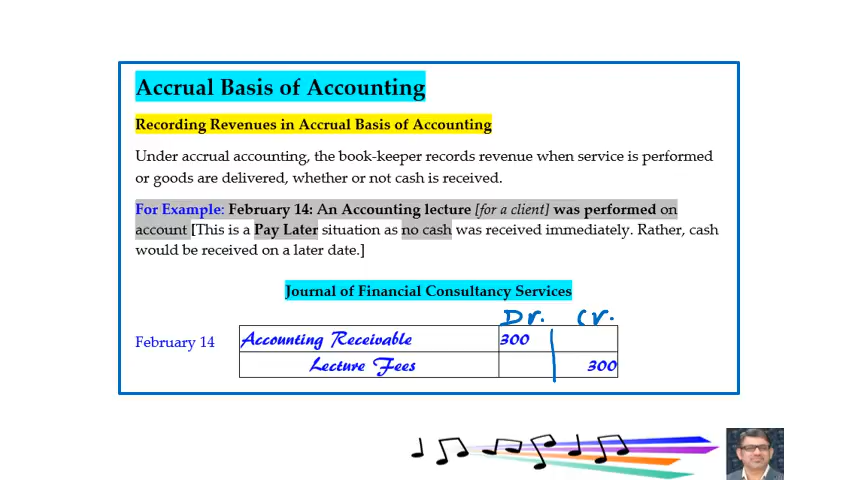 Accrual Basis of Accounting
Recording Revenues in Accrual Basis of Accounting
Under accrual accounting, the book-keeper records revenue when service is performed
or goods are delivered, whether or not cash is received.
For Example: February 14: An Accounting lecture [for a client] was performed on
account [This is a Pay Later situation as no cash was received immediately. Rather, cash
would be received on a later date.]
Journal of Financial Consultancy Services
Dr. Cr.
February 14 Accounting Receivable 300
Lecture Fees 300